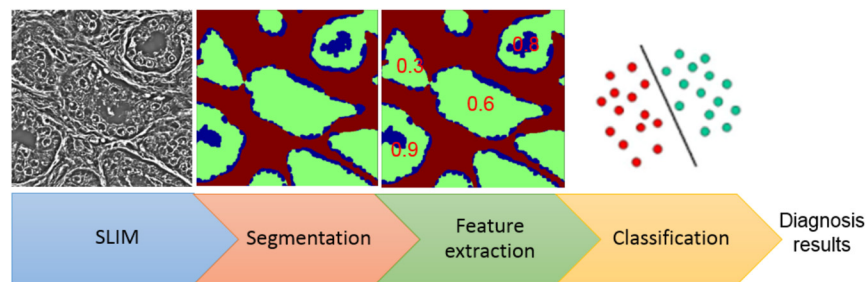 0.8
0.3
0.6
0.9
SLIM
Segmentation
Feature
extraction
Classification
Diagnosis
results